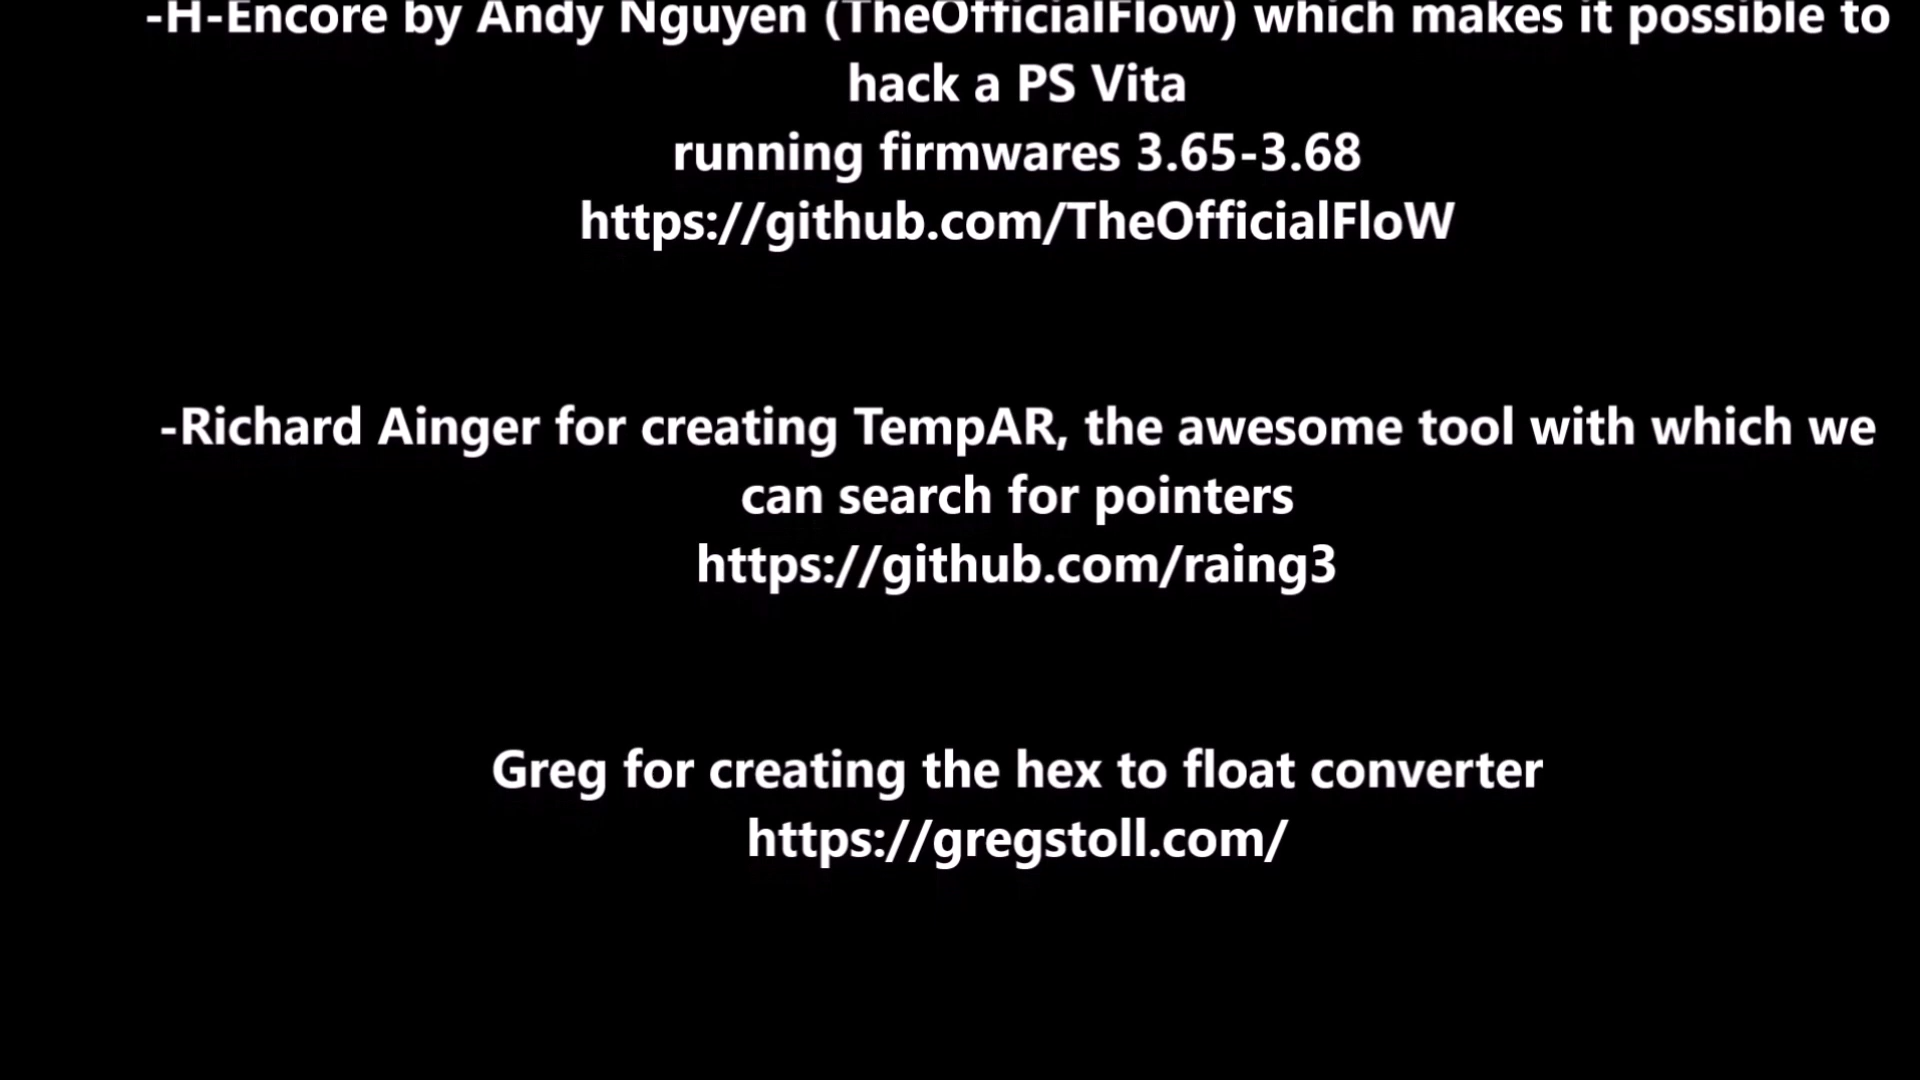 -H-Encore by Andy Nguyen (TheOfficialFlow) which makes it possible to
hack a PS Vita
running firmwares 3.65-3.68
https://github.com/TheOfficialFloW
-Richard Ainger for creating TempAR, the awesome tool with which we
can search for pointers
https://github.com/raing3
Greg for creating the hex to float converter
https://gregstoll.com/